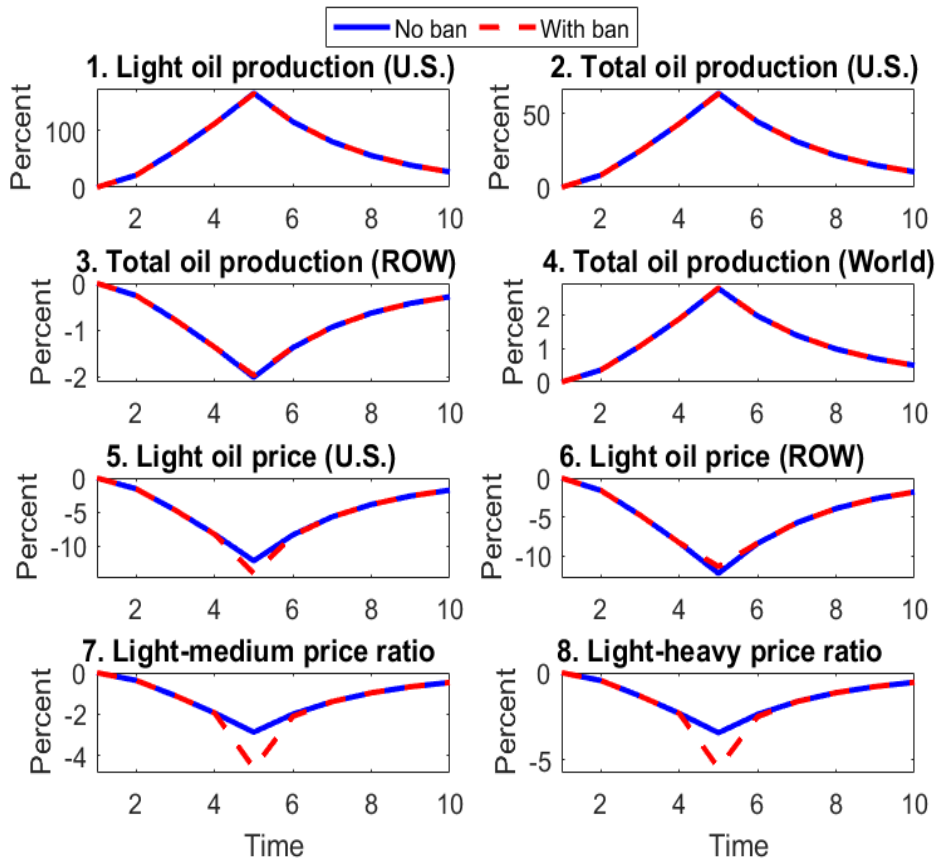 No ban With ban
1. Light oil production (U.S.)
Percent
100
0
2 4 6 8 10
2. Total oil production (U.S.)
Percent
50
0
2 4 6 8 10
3. Total oil production (ROW)
Percent
0
-1
-2
2 4 6 8 10
4. Total oil production (World)
Percent
2
1
0
2 4 6 8 10
5. Light oil price (U.S.)
Percent
0
-5
-10
2 4 6 8 10
6. Light oil price (ROW)
Percent
0
-5
-10
2 4 6 8 10
7. Light-medium price ratio
Percent
0
-2
-4
2 4 6 8 10
Time
8. Light-heavy price ratio
Percent
0
-5
2 4 6 8 10
Time